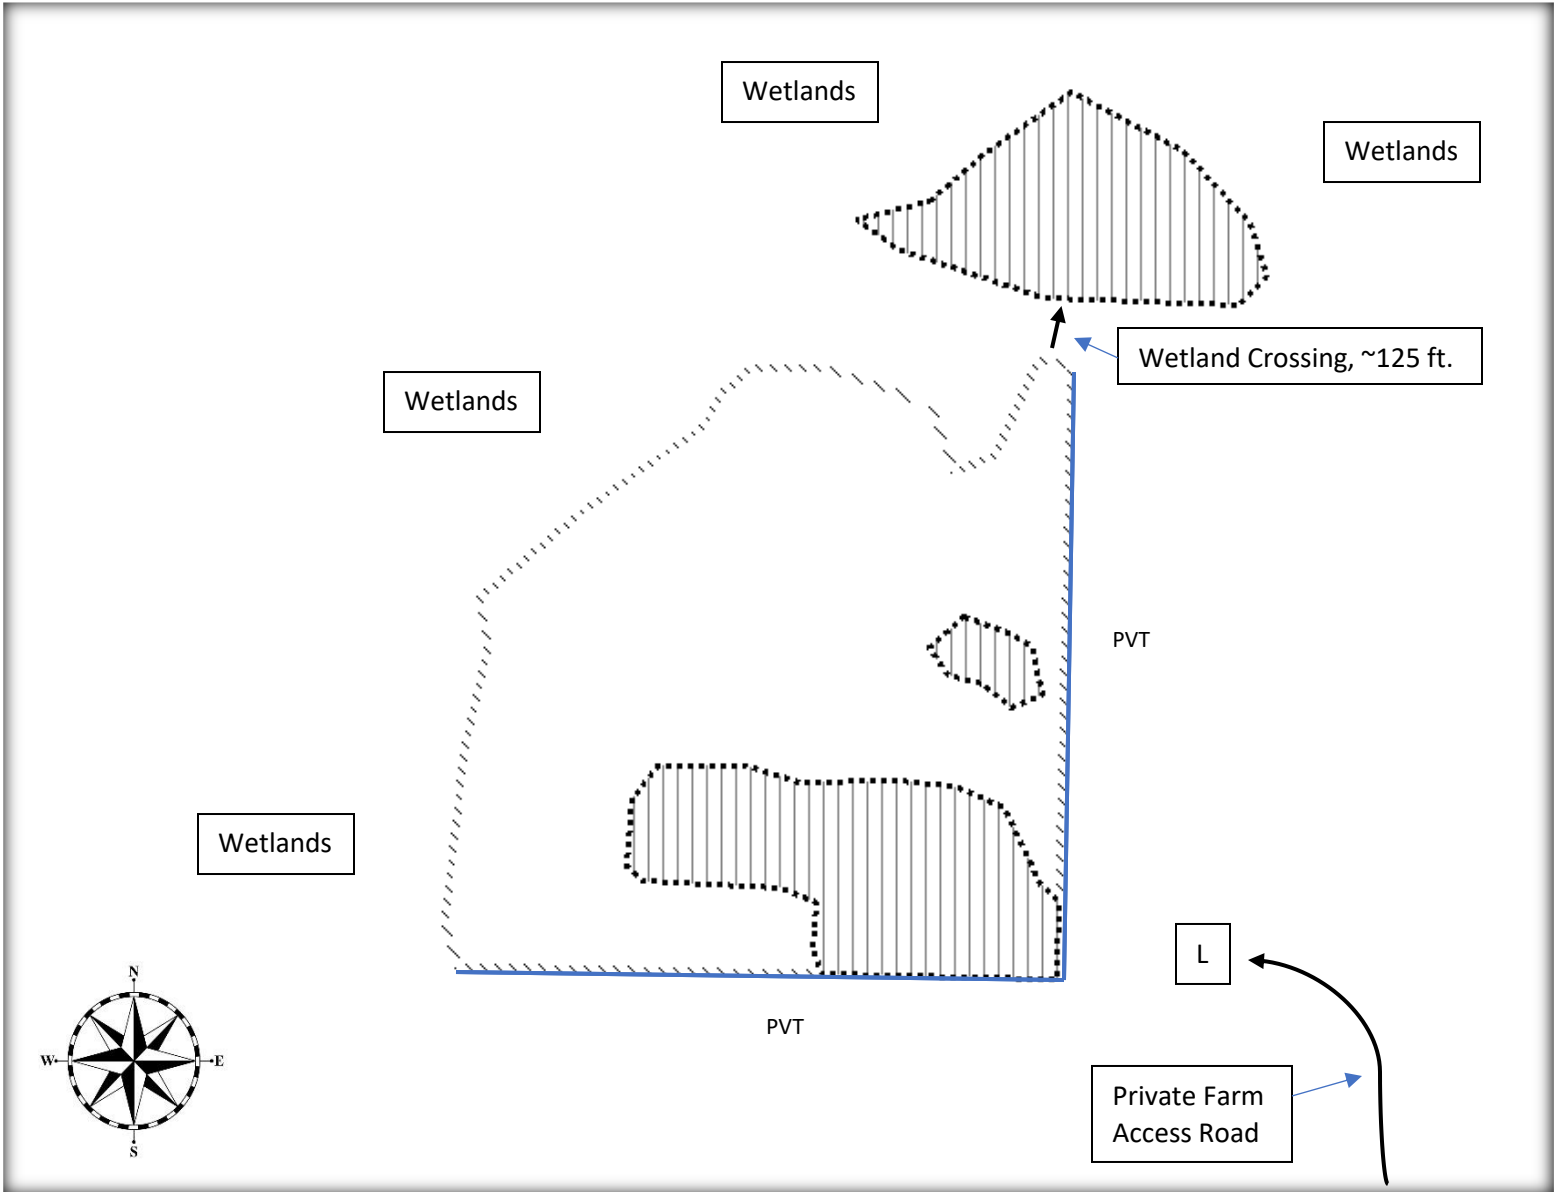 Wetlands
Wetlands
Wetland Crossing, ~125 ft.
Wetlands
PVT
Wetlands
L
N
W
E
S
PVT
Private Farm
Access Road